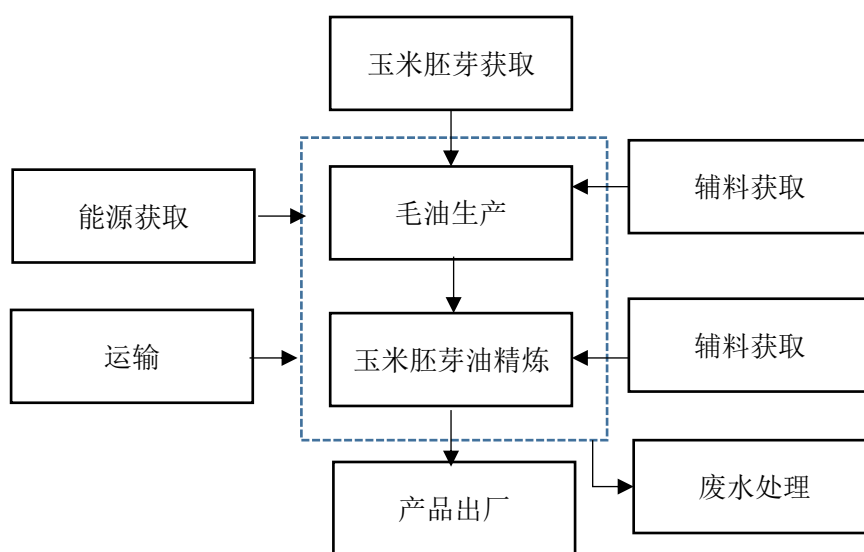 玉米胚芽获取
能源获取
毛油生产
辅料获取
运输
玉米胚芽油精炼
辅料获取
产品出厂
废水处理